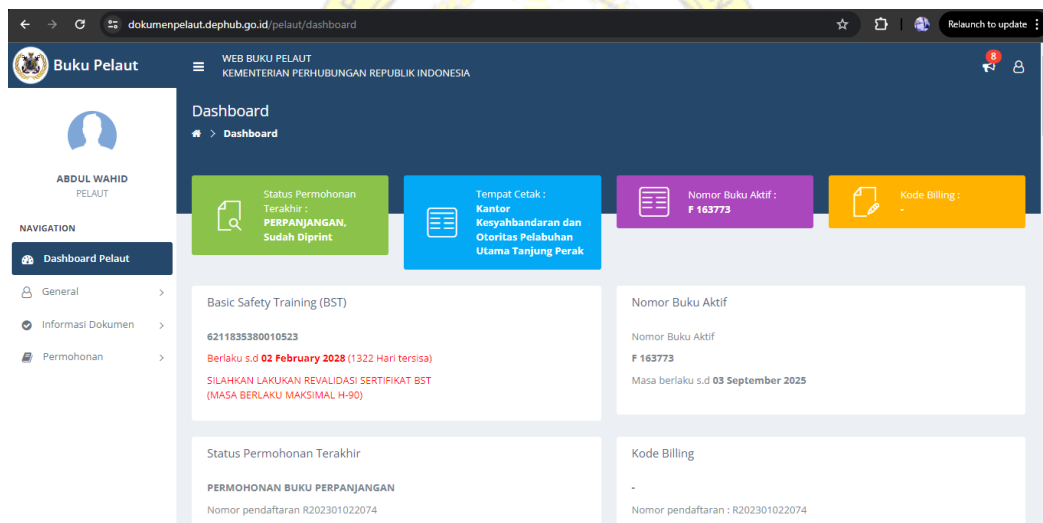 dokumenpelaut.dephub.go.id/pelaut/dashboard
Relaunch to update
Buku Pelaut
WEB BUKU PELAUT
KEMENTERIAN PERHUBUNGAN REPUBLIK INDONESIA
8
ABDUL WAHID
PELAUT
NAVIGATION
Dashboard Pelaut
General
Informasi Dokumen
Permohonan
Dashboard
> Dashboard
Status Permohonan
Terakhir :
PERPANJANGAN,
Sudah Diprint
Tempat Cetak :
Kantor
Kesyahbandaran dan
Otoritas Pelabuhan
Utama Tanjung Perak
Nomor Buku Aktif :
F 163773
Kode Billing :
-
Basic Safety Training (BST)
6211835380010523
Berlaku s.d 02 February 2028 (1322 Hari tersisa)
SILAHKAN LAKUKAN REVALIDASI SERTIFIKAT BST
(MASA BERLAKU MAKSIMAL H-90)
Nomor Buku Aktif
Nomor Buku Aktif
F 163773
Masa berlaku s.d 03 September 2025
Status Permohonan Terakhir
PERMOHONAN BUKU PERPANJANGAN
Nomor pendaftaran R202301022074
Kode Billing
-
Nomor pendaftaran : R202301022074